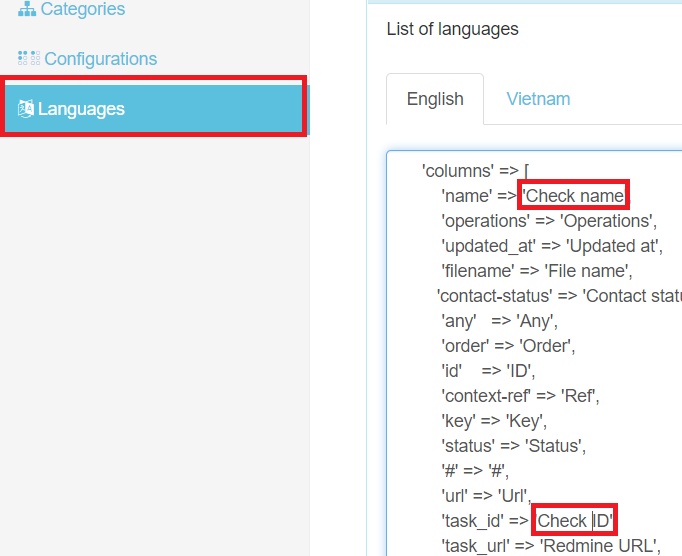 Categories
Configurations
Languages
List of languages
English
Vietnam
'columns' => [
'name' => 'Check name',
'operations' => 'Operations',
'updated_at' => 'Updated at',
'filename' => 'File name',
'contact-status' => 'Contact statu
'any' => 'Any',
'order' => 'Order',
'id' => 'ID',
'context-ref' => 'Ref',
'key' => 'Key',
'status' => 'Status',
'#' => '#',
'url' => 'Url',
'task_id' => 'Check ID'
'task_url' => 'Redmine URL',